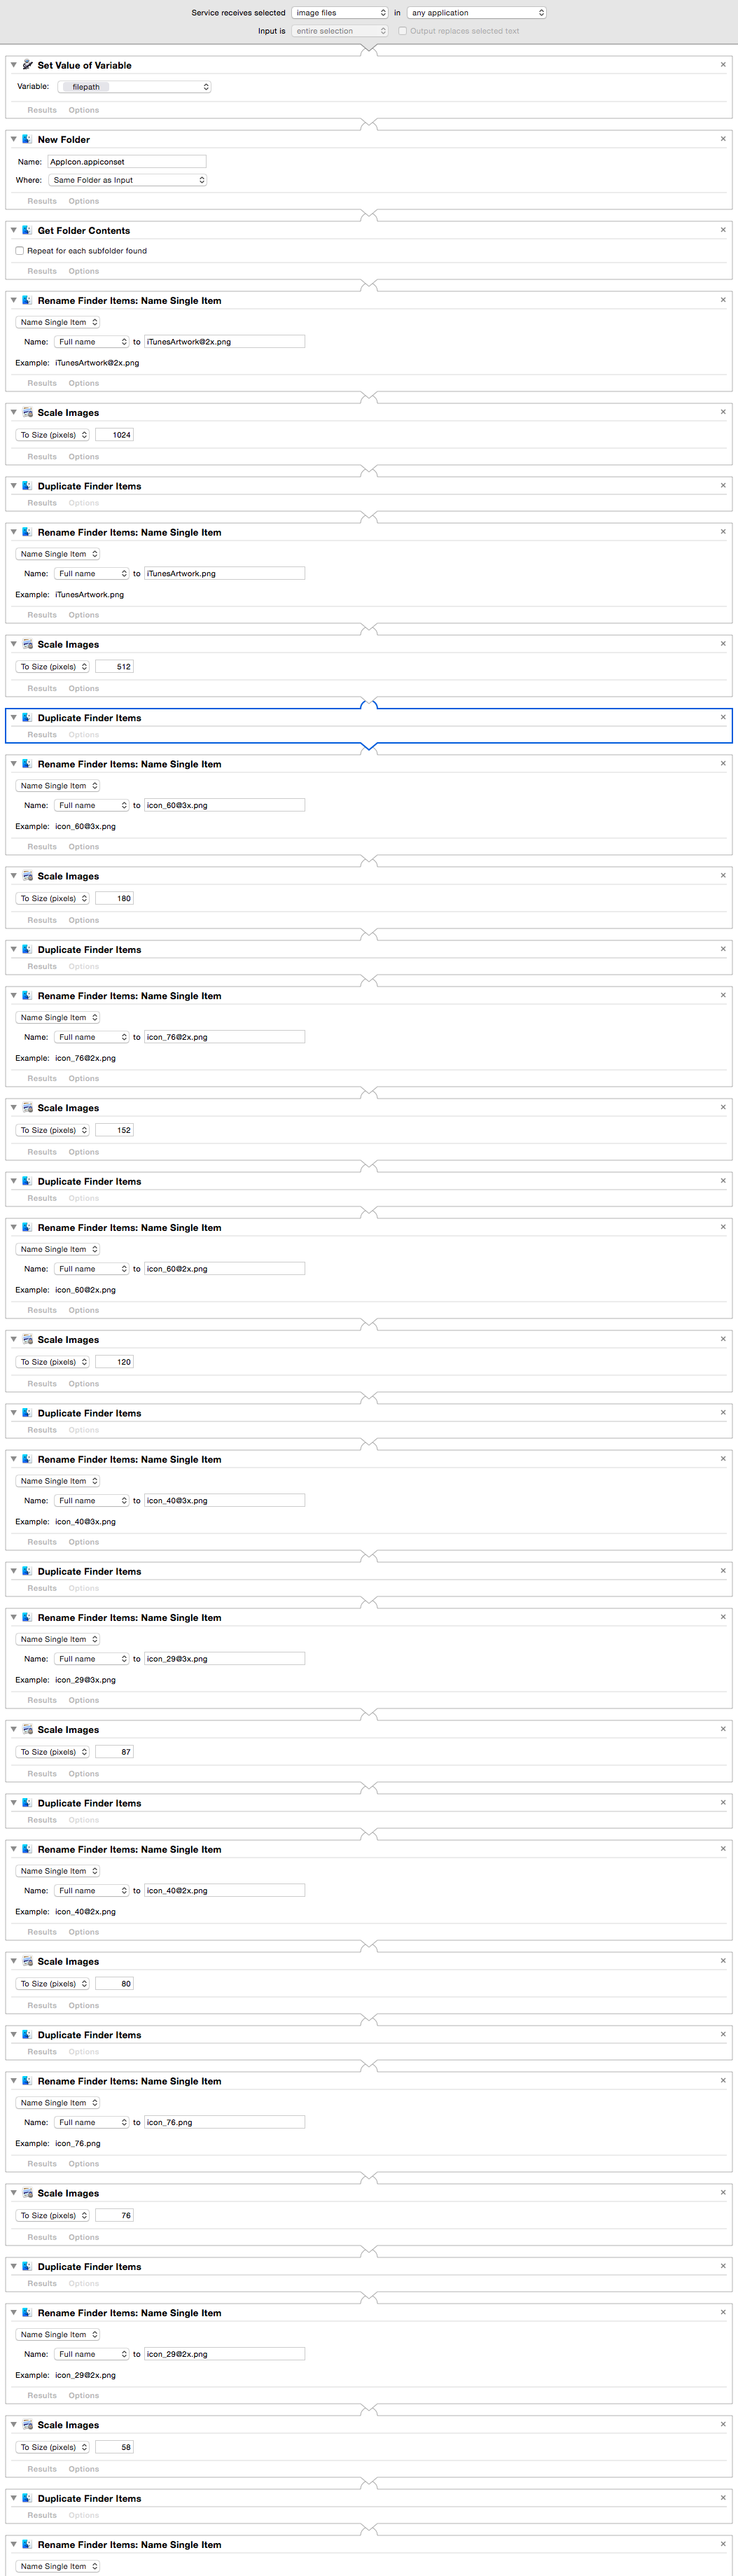 Service receives selected image files in any application
Input is entire selection Output replaces selected text
Set Value of Variable
Variable: filepath
Results Options
New Folder
Name: AppIcon.appiconset
Where: Same Folder as Input
Results Options
Get Folder Contents
Repeat for each subfolder found
Results Options
Rename Finder Items: Name Single Item
Name Single Item
Name: Full name to iTunesArtwork@2x.png
Example: iTunesArtwork@2x.png
Results Options
Scale Images
To Size (pixels) 1024
Results Options
Duplicate Finder Items
Results Options
Rename Finder Items: Name Single Item
Name Single Item
Name: Full name to iTunesArtwork.png
Example: iTunesArtwork.png
Results Options
Scale Images
To Size (pixels) 512
Results Options
Duplicate Finder Items
Results Options
Rename Finder Items: Name Single Item
Name Single Item
Name: Full name to icon_60@3x.png
Example: icon_60@3x.png
Results Options
Scale Images
To Size (pixels) 180
Results Options
Duplicate Finder Items
Results Options
Rename Finder Items: Name Single Item
Name Single Item
Name: Full name to icon_76@2x.png
Example: icon_76@2x.png
Results Options
Scale Images
To Size (pixels) 152
Results Options
Duplicate Finder Items
Results Options
Rename Finder Items: Name Single Item
Name Single Item
Name: Full name to icon_60@2x.png
Example: icon_60@2x.png
Results Options
Scale Images
To Size (pixels) 120
Results Options
Duplicate Finder Items
Results Options
Rename Finder Items: Name Single Item
Name Single Item
Name: Full name to icon_40@3x.png
Example: icon_40@3x.png
Results Options
Duplicate Finder Items
Results Options
Rename Finder Items: Name Single Item
Name Single Item
Name: Full name to icon_29@3x.png
Example: icon_29@3x.png
Results Options
Scale Images
To Size (pixels) 87
Results Options
Duplicate Finder Items
Results Options
Rename Finder Items: Name Single Item
Name Single Item
Name: Full name to icon_40@2x.png
Example: icon_40@2x.png
Results Options
Scale Images
To Size (pixels) 80
Results Options
Duplicate Finder Items
Results Options
Rename Finder Items: Name Single Item
Name Single Item
Name: Full name to icon_76.png
Example: icon_76.png
Results Options
Scale Images
To Size (pixels) 76
Results Options
Duplicate Finder Items
Results Options
Rename Finder Items: Name Single Item
Name Single Item
Name: Full name to icon_29@2x.png
Example: icon_29@2x.png
Results Options
Scale Images
To Size (pixels) 58
Results Options
Duplicate Finder Items
Results Options
Rename Finder Items: Name Single Item
Name Single Item